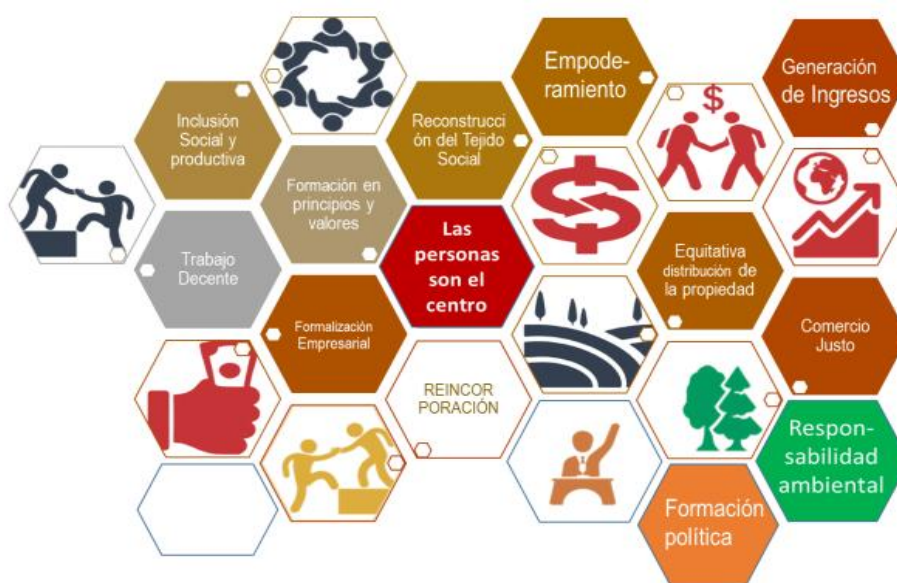 Inclusión
Social y
productiva
Trabajo
Decente
Formación en
principios y
valores
Formalización
Empresarial
Reconstrucci
ón del Tejido
Social
Las
personas
son el
centro
REINCOR
PORACIÓN
Empode-
ramiento
$
Equitativa
distribución de
la propiedad
Formación
política
Generación
de Ingresos
Comercio
Justo
Respon-
sabilidad
ambiental